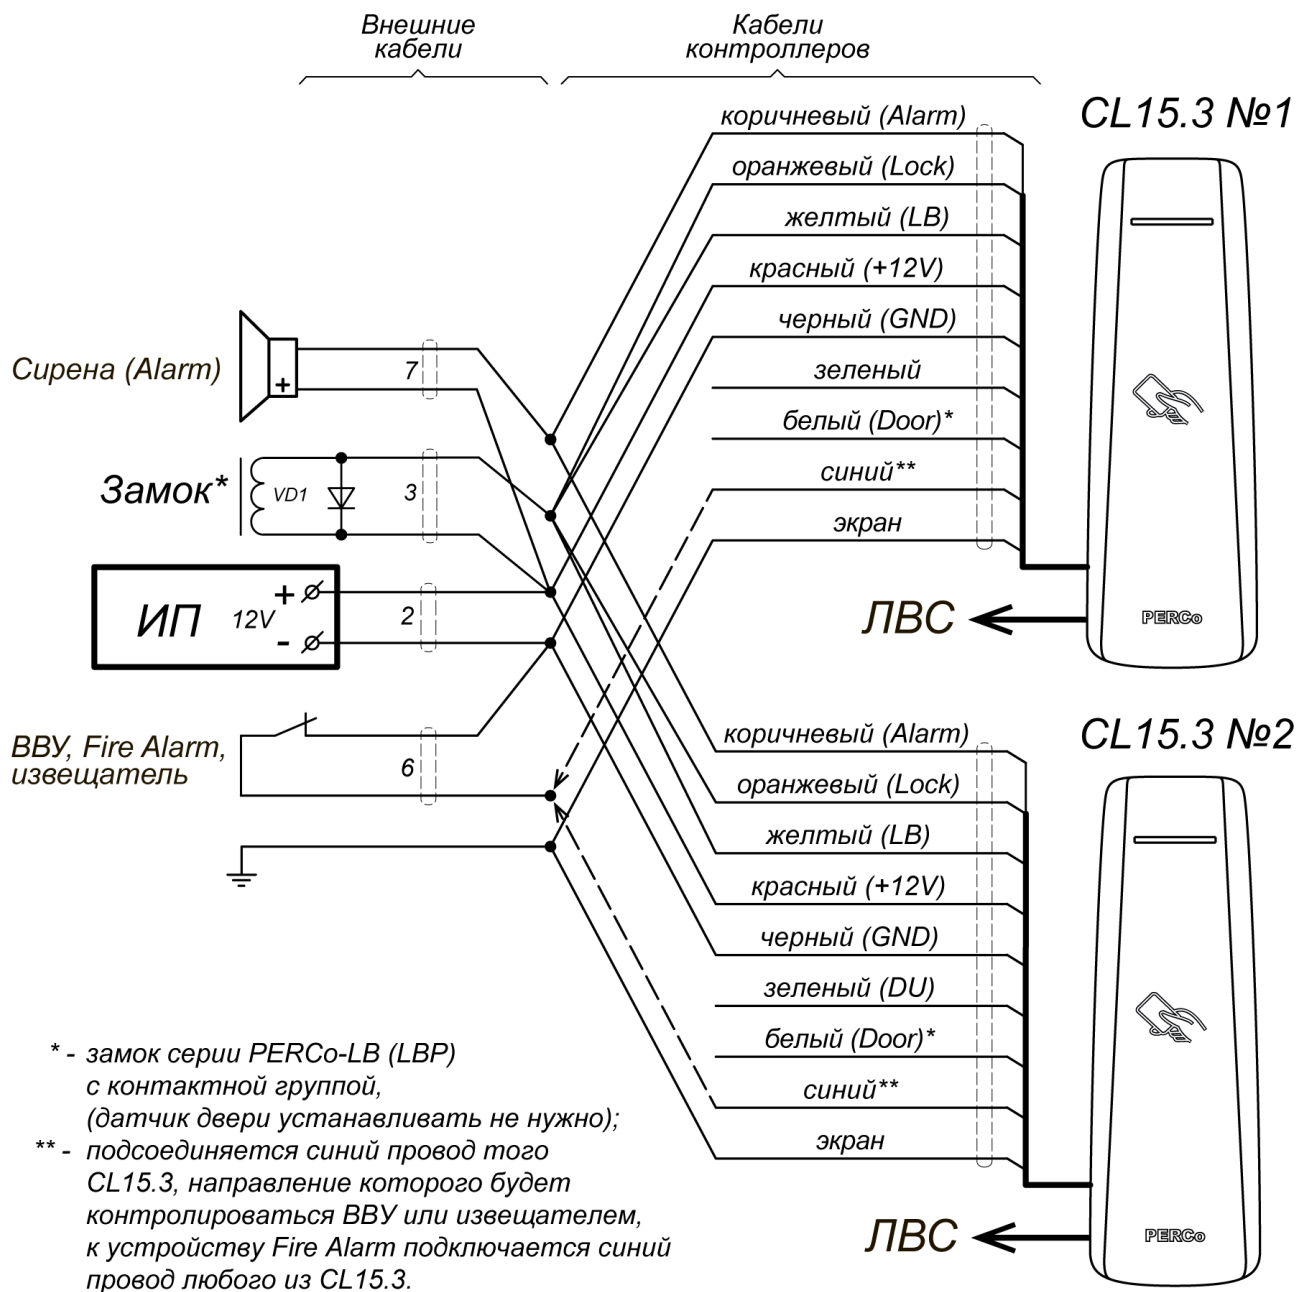 Внешние
кабели
Кабели
контроллеров
CL15.3 №1
коричневый (Alarm)
оранжевый (Lock)
желтый (LB)
красный (+12V)
черный (GND)
зеленый
белый (Door)*
синий**
экран
ЛВС
PERCo
Сирена (Alarm)
+
7
Замок*
VD1
3
ИП
12V
+
-
2
ВВУ, Fire Alarm,
извещатель
6
CL15.3 №2
коричневый (Alarm)
оранжевый (Lock)
желтый (LB)
красный (+12V)
черный (GND)
зеленый (DU)
белый (Door)*
синий**
экран
ЛВС
PERCo
* - замок серии PERCo-LB (LBP)
с контактной группой,
(датчик двери устанавливать не нужно);
** - подсоединяется синий провод того
CL15.3, направление которого будет
контролироваться ВВУ или извещателем,
к устройству Fire Alarm подключается синий
провод любого из CL15.3.